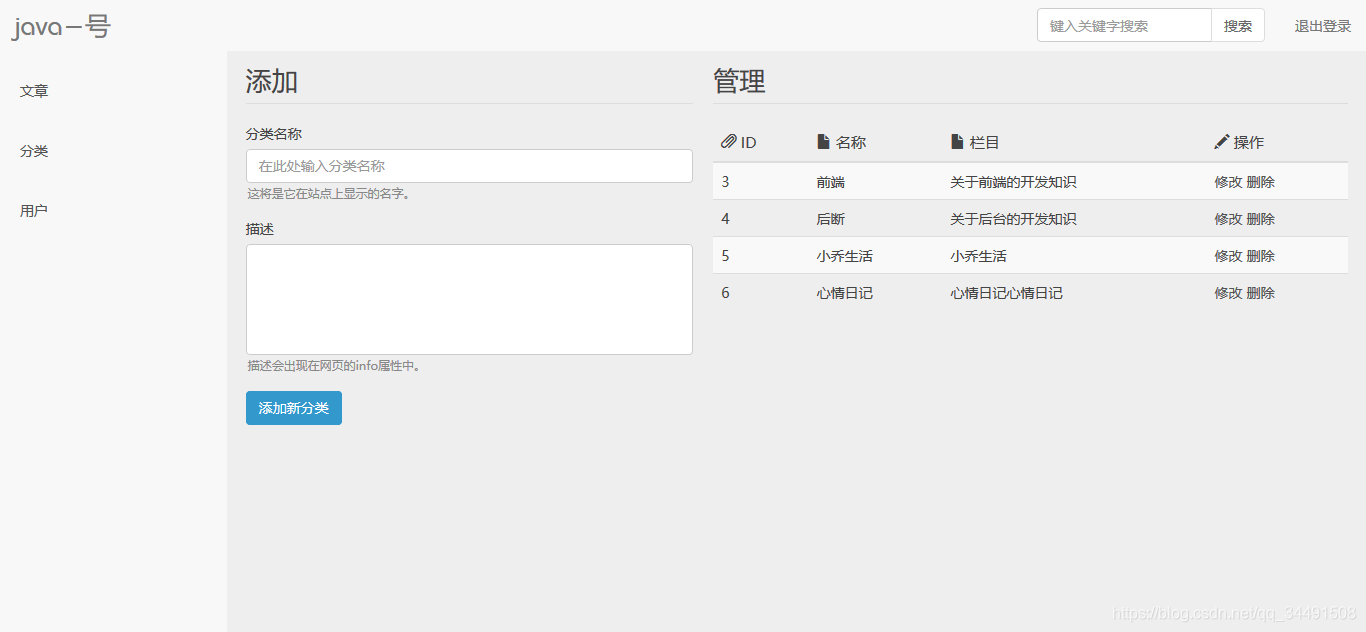 java一号
键入关键字搜索 搜索 退出登录
文章
分类
用户
添加
分类名称
在此处输入分类名称
这将是它在站点上显示的名字。
描述
描述会出现在网页的info属性中。
添加新分类
管理
ID 名称 栏目 操作
3 前端 关于前端的开发知识 修改 删除
4 后断 关于后台的开发知识 修改 删除
5 小乔生活 小乔生活 修改 删除
6 心情日记 心情日记心情日记 修改 删除
https://blog.csdn.net/qq_34491508